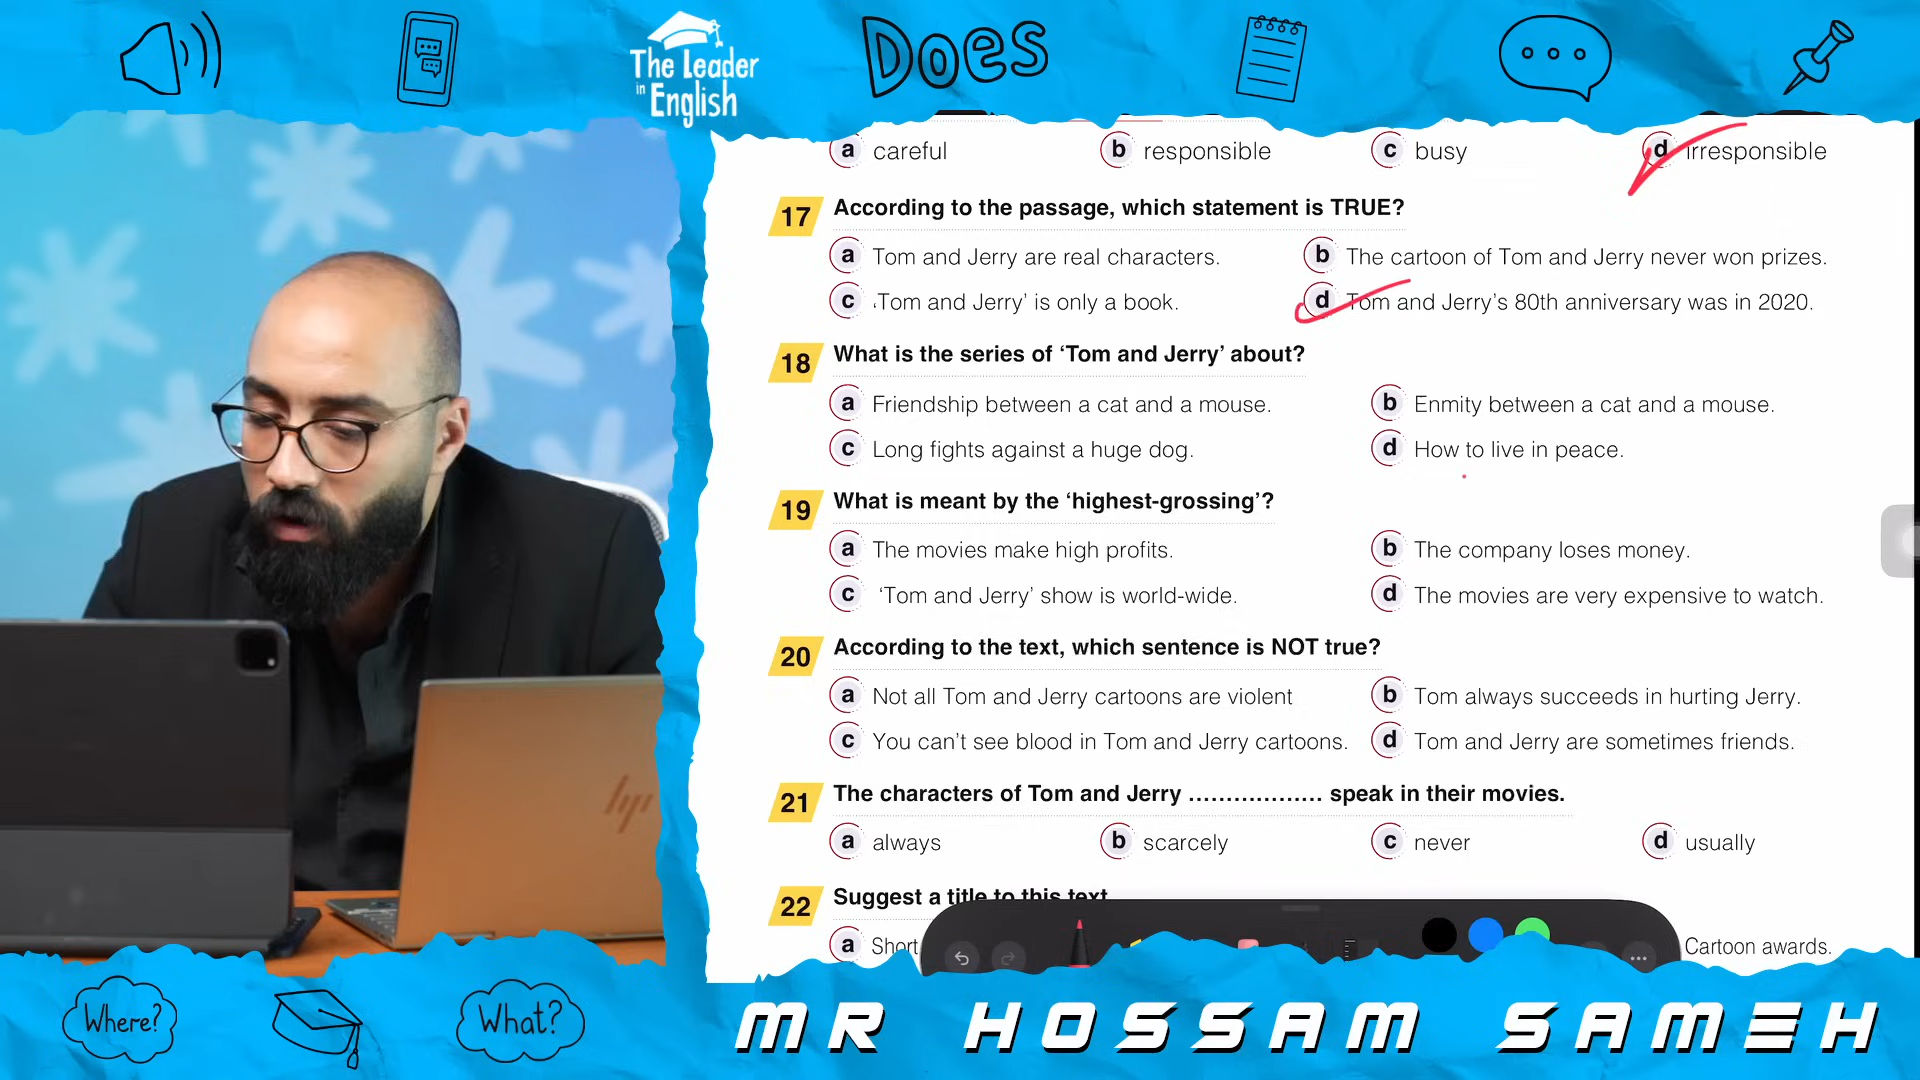 The Leader
in English
Does
a careful b responsible c busy d irresponsible
17 According to the passage, which statement is TRUE?
a Tom and Jerry are real characters. b The cartoon of Tom and Jerry never won prizes.
c ‘Tom and Jerry’ is only a book. d Tom and Jerry’s 80th anniversary was in 2020.
18 What is the series of ‘Tom and Jerry’ about?
a Friendship between a cat and a mouse. b Enmity between a cat and a mouse.
c Long fights against a huge dog. d How to live in peace.
19 What is meant by the ‘highest-grossing’?
a The movies make high profits. b The company loses money.
c ‘Tom and Jerry’ show is world-wide. d The movies are very expensive to watch.
20 According to the text, which sentence is NOT true?
a Not all Tom and Jerry cartoons are violent b Tom always succeeds in hurting Jerry.
c You can’t see blood in Tom and Jerry cartoons. d Tom and Jerry are sometimes friends.
21 The characters of Tom and Jerry .................. speak in their movies.
a always b scarcely c never d usually
22 Suggest a title to this text
a Short Cartoon awards.
hp
Where?
What?
MR HOSSAM SAMEH